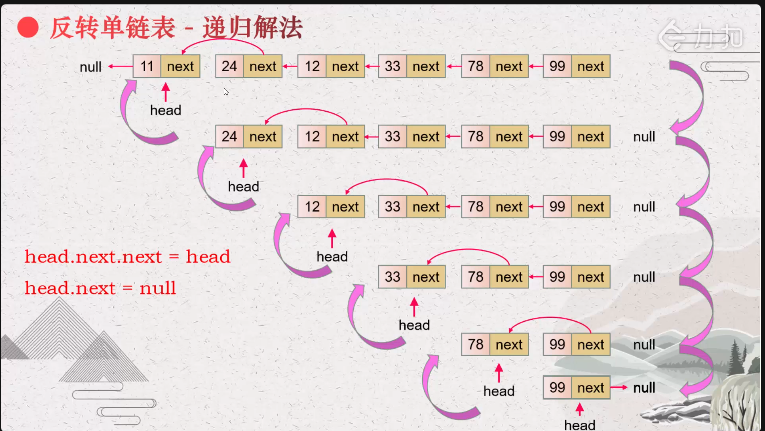 反转单链表 - 递归解法
力扣
null 11 next 24 next 12 next 33 next 78 next 99 next
head
24 next 12 next 33 next 78 next 99 next null
head
12 next 33 next 78 next 99 next null
head
head.next.next = head
33 next 78 next 99 next null
head.next = null
head
78 next 99 next null
99 next null
head
head